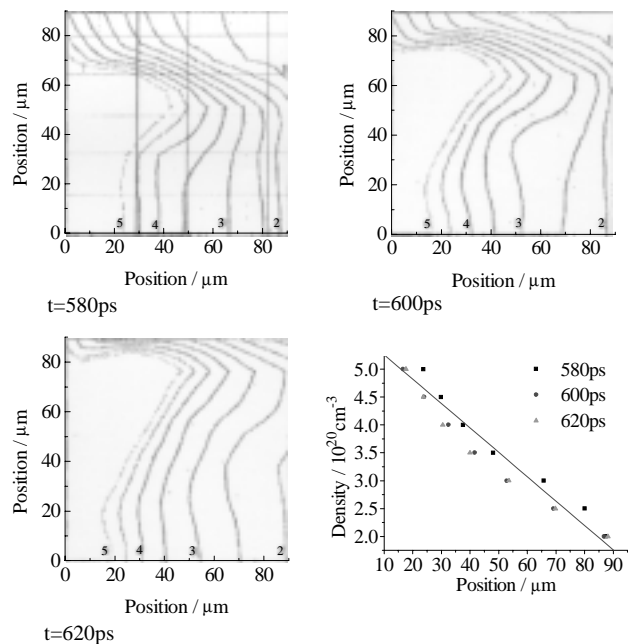 80
60
40
20
0
Position / µm
5 4 3 2
0 20 40 60 80
Position / µm
t=580ps
80
60
40
20
0
Position / µm
5 4 3 2
0 20 40 60 80
Position / µm
t=600ps
80
60
40
20
0
Position / µm
5 4 3 2
0 20 40 60 80
Position / µm
t=620ps
5.0
4.5
4.0
3.5
3.0
2.5
2.0
Density / 10²⁰cm⁻³
580ps
600ps
620ps
10 20 30 40 50 60 70 80 90
Position / µm